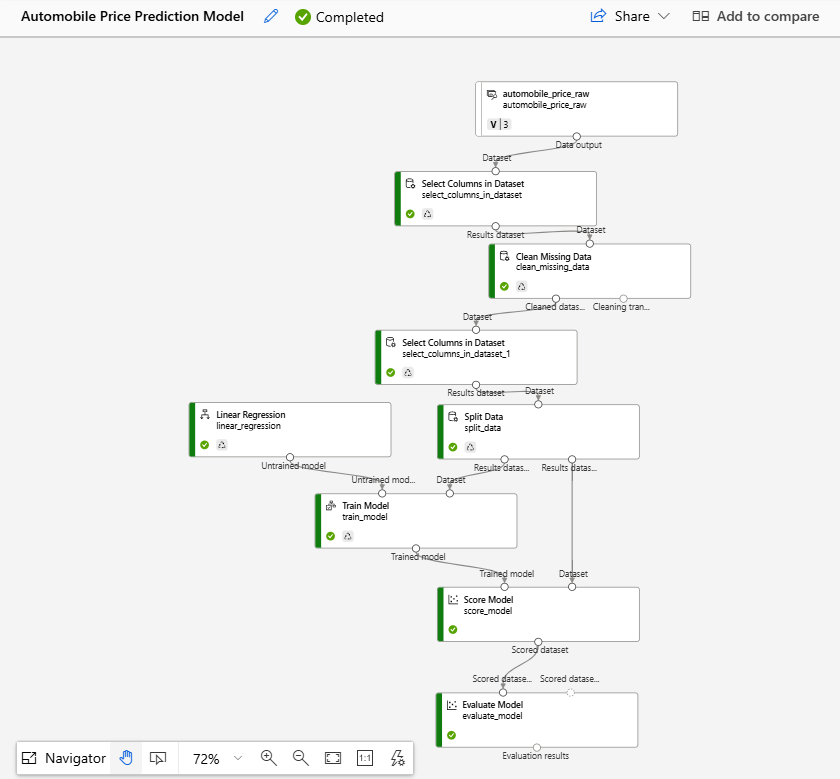 Automobile Price Prediction Model
Completed
Share
Add to compare
automobile_price_raw
automobile_price_raw
V | 3
Data output
Dataset
Select Columns in Dataset
select_columns_in_dataset
Results dataset
Dataset
Clean Missing Data
clean_missing_data
Cleaned datas...
Cleaning tran...
Dataset
Select Columns in Dataset
select_columns_in_dataset_1
Results dataset
Dataset
Linear Regression
linear_regression
Untrained model
Split Data
split_data
Results datas...
Results datas...
Untrained mod...
Dataset
Train Model
train_model
Trained model
Trained model
Dataset
Score Model
score_model
Scored dataset
Scored datase...
Scored datase...
Evaluate Model
evaluate_model
Evaluation results
Navigator
72%
1:1